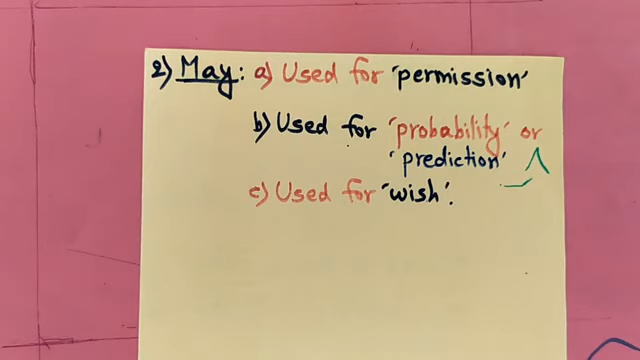 2) May: a) Used for 'permission'
b) Used for 'probability' or
'prediction'
c) Used for 'wish'.